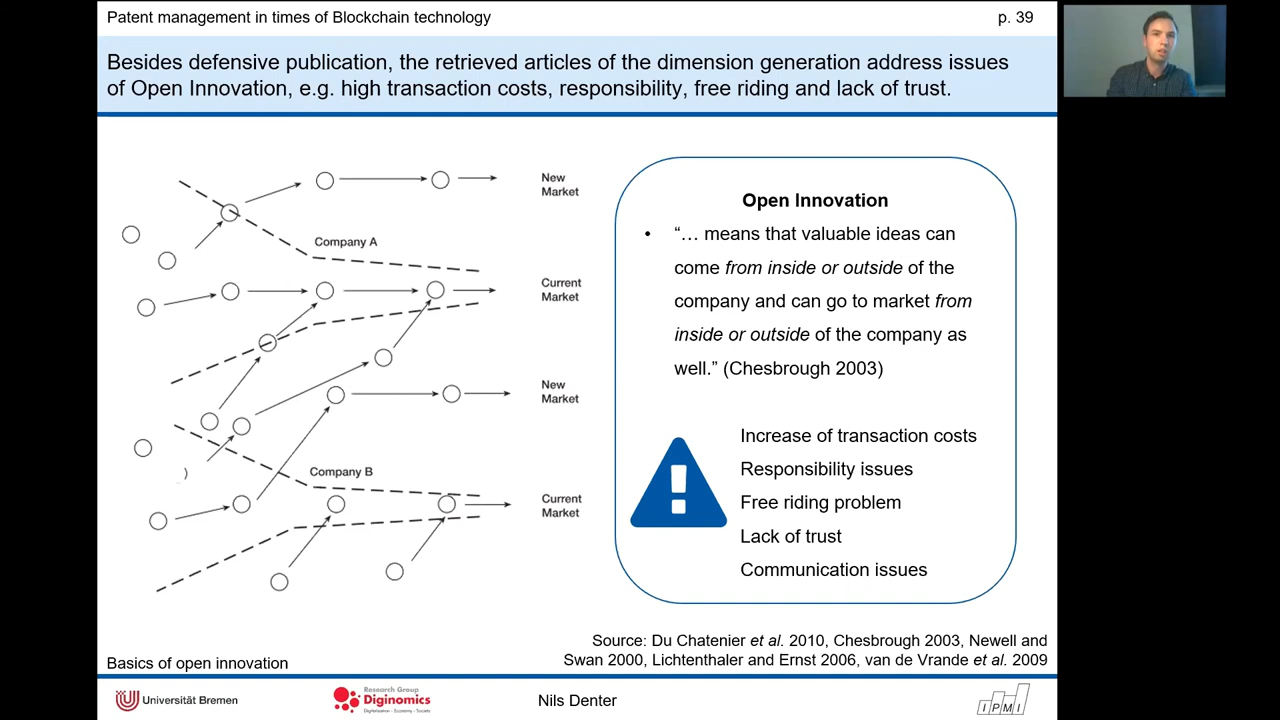 Patent management in times of Blockchain technology
p. 39
Besides defensive publication, the retrieved articles of the dimension generation address issues
of Open Innovation, e.g. high transaction costs, responsibility, free riding and lack of trust.
New
Market
Company A
Current
Market
New
Market
Company B
Current
Market
Open Innovation
• “… means that valuable ideas can
come from inside or outside of the
company and can go to market from
inside or outside of the company as
well.” (Chesbrough 2003)
Increase of transaction costs
Responsibility issues
Free riding problem
Lack of trust
Communication issues
Source: Du Chatenier et al. 2010, Chesbrough 2003, Newell and
Swan 2000, Lichtenthaler and Ernst 2006, van de Vrande et al. 2009
Basics of open innovation
Universität Bremen
Research Group
Diginomics
Digitalization - Economy - Society
Nils Denter
IPMI